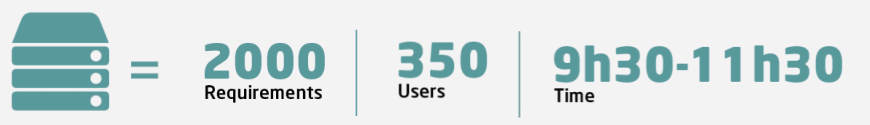 = 2000 350 9h30-11h30
Requirements Users Time